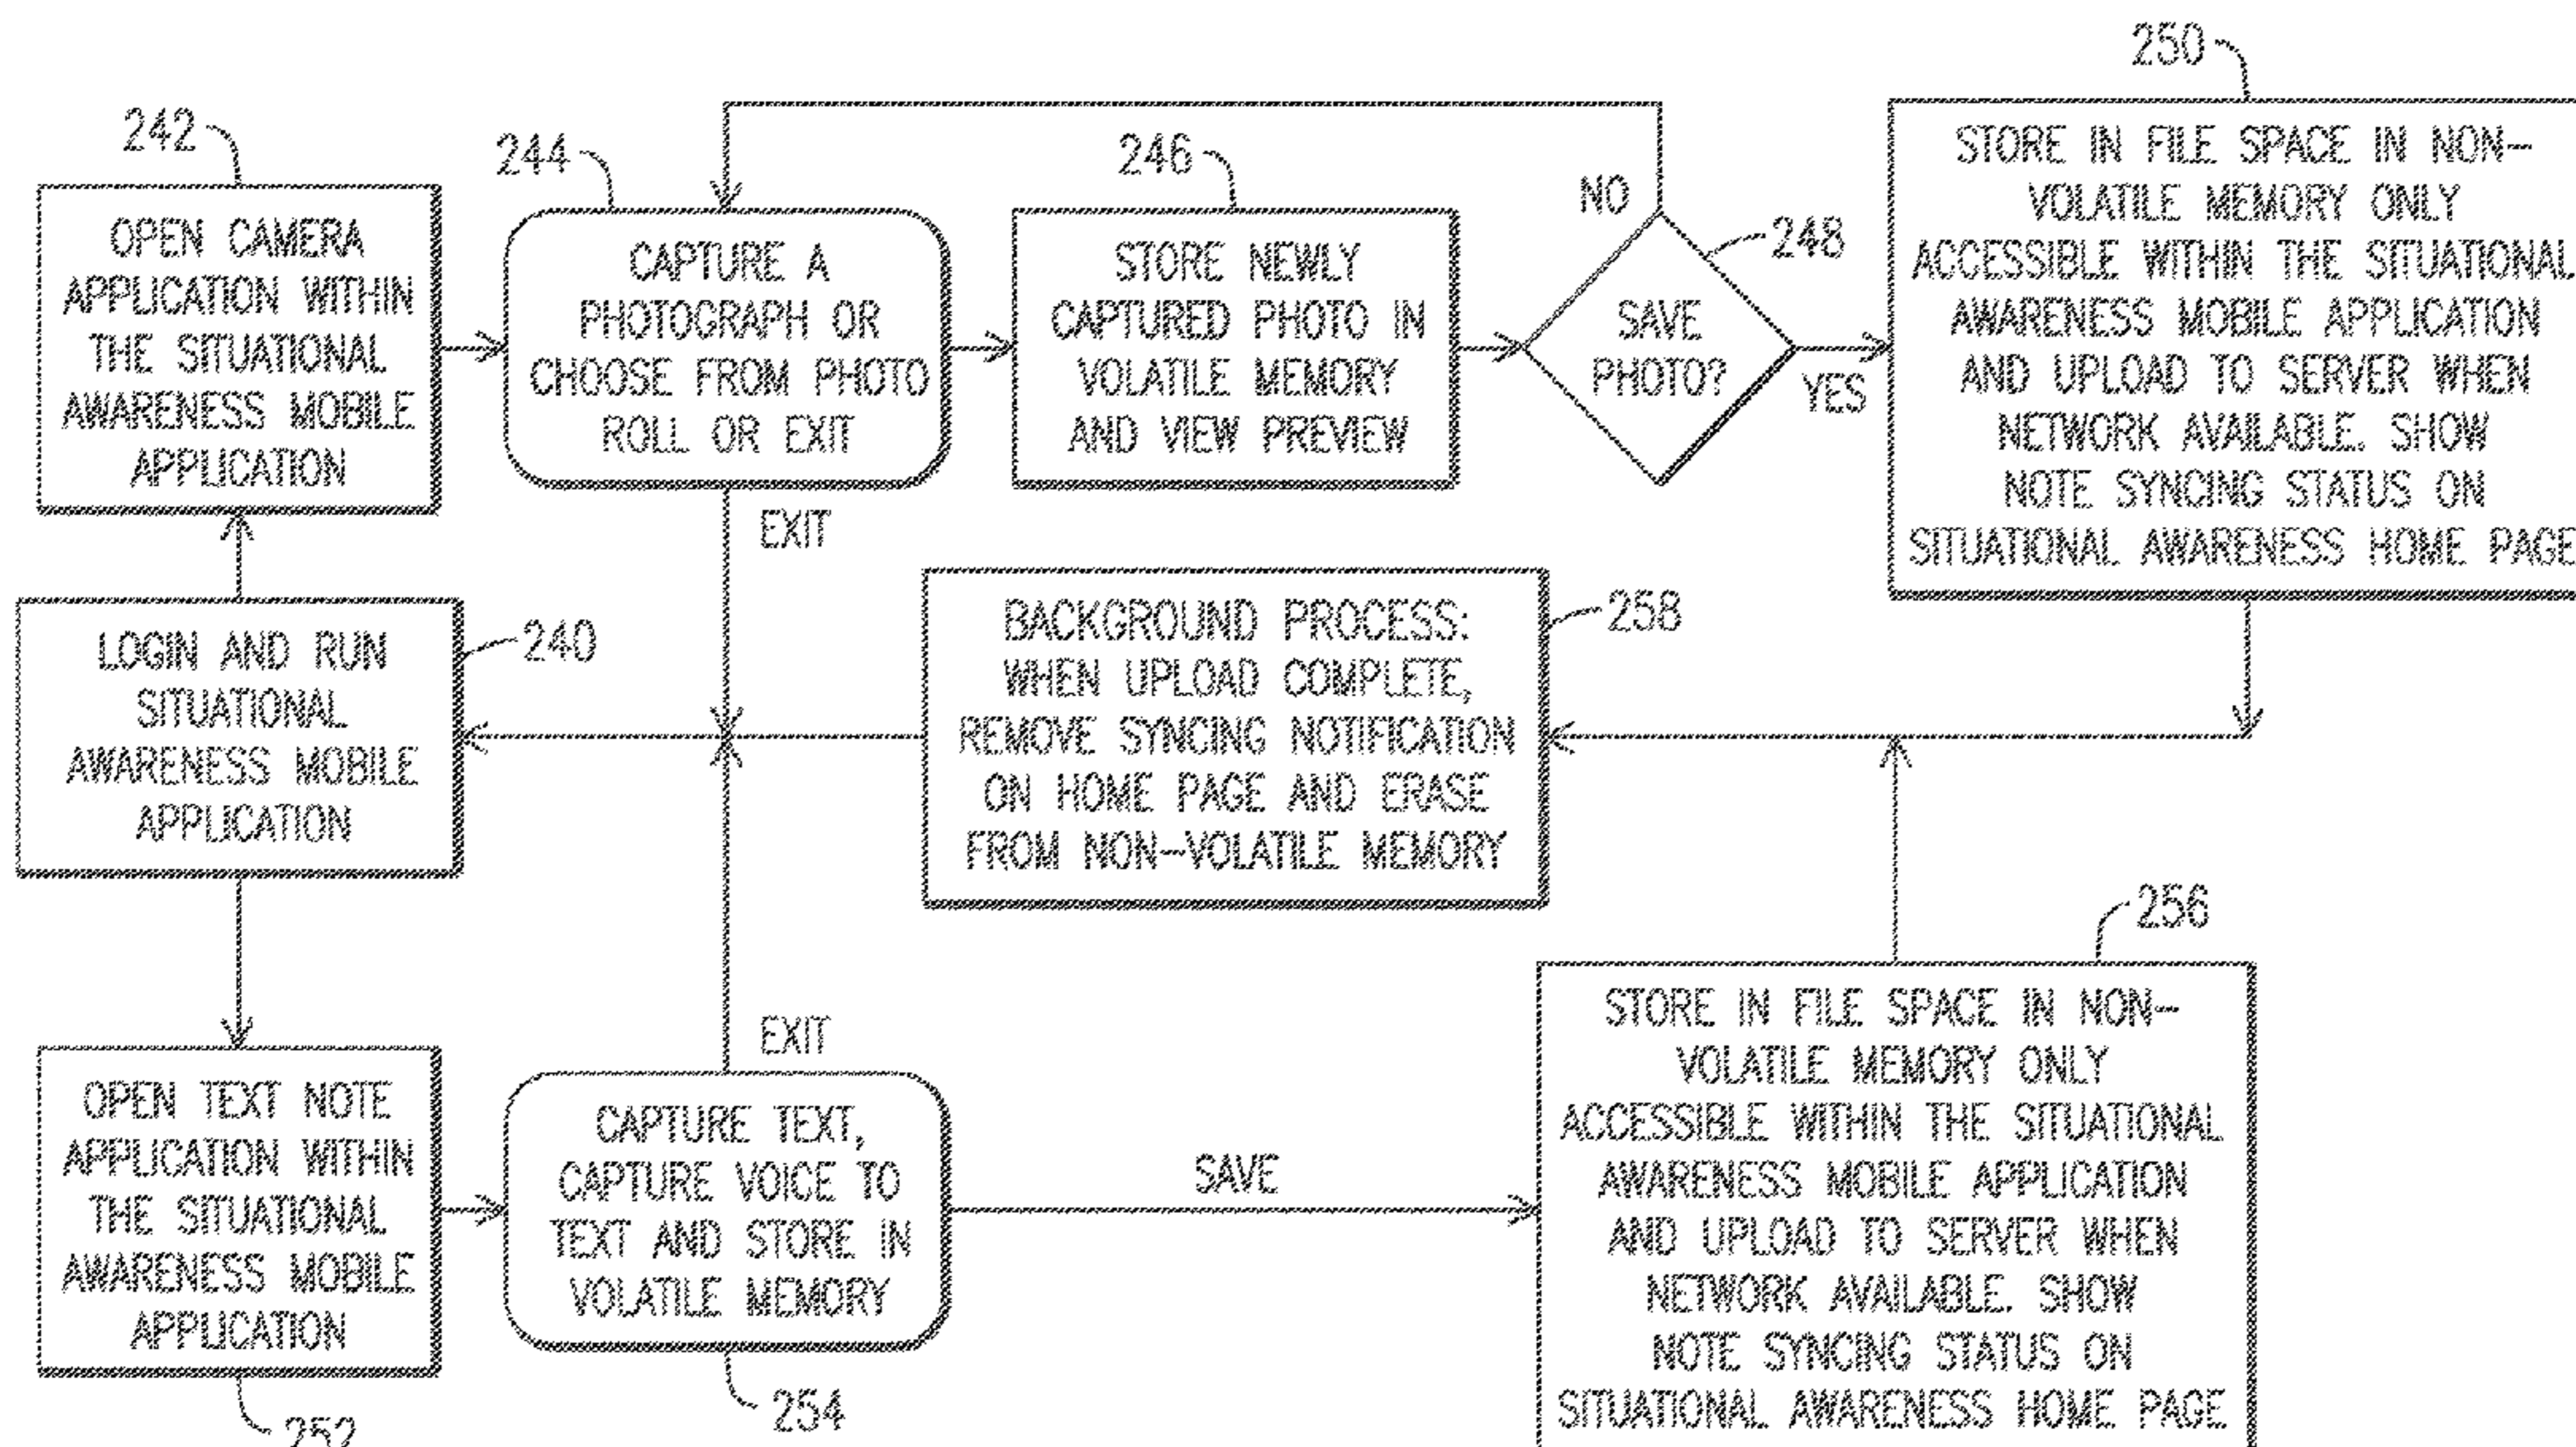 250
242
244
246
NO
248
OPEN CAMERA
APPLICATION WITHIN
THE SITUATIONAL
AWARENESS MOBILE
APPLICATION
CAPTURE A
PHOTOGRAPH OR
CHOOSE FROM PHOTO
ROLL OR EXIT
STORE NEWLY
CAPTURED PHOTO IN
VOLATILE MEMORY
AND VIEW PREVIEW
SAVE
PHOTO?
YES
STORE IN FILE SPACE IN NON-
VOLATILE MEMORY ONLY
ACCESSIBLE WITHIN THE SITUATIONAL
AWARENESS MOBILE APPLICATION
AND UPLOAD TO SERVER WHEN
NETWORK AVAILABLE. SHOW
NOTE SYNCING STATUS ON
SITUATIONAL AWARENESS HOME PAGE
EXIT
LOGIN AND RUN
SITUATIONAL
AWARENESS MOBILE
APPLICATION
240
BACKGROUND PROCESS:
WHEN UPLOAD COMPLETE,
REMOVE SYNCING NOTIFICATION
ON HOME PAGE AND ERASE
FROM NON-VOLATILE MEMORY
258
256
EXIT
OPEN TEXT NOTE
APPLICATION WITHIN
THE SITUATIONAL
AWARENESS MOBILE
APPLICATION
252
CAPTURE TEXT,
CAPTURE VOICE TO
TEXT AND STORE IN
VOLATILE MEMORY
254
SAVE
STORE IN FILE SPACE IN NON-
VOLATILE MEMORY ONLY
ACCESSIBLE WITHIN THE SITUATIONAL
AWARENESS MOBILE APPLICATION
AND UPLOAD TO SERVER WHEN
NETWORK AVAILABLE. SHOW
NOTE SYNCING STATUS ON
SITUATIONAL AWARENESS HOME PAGE